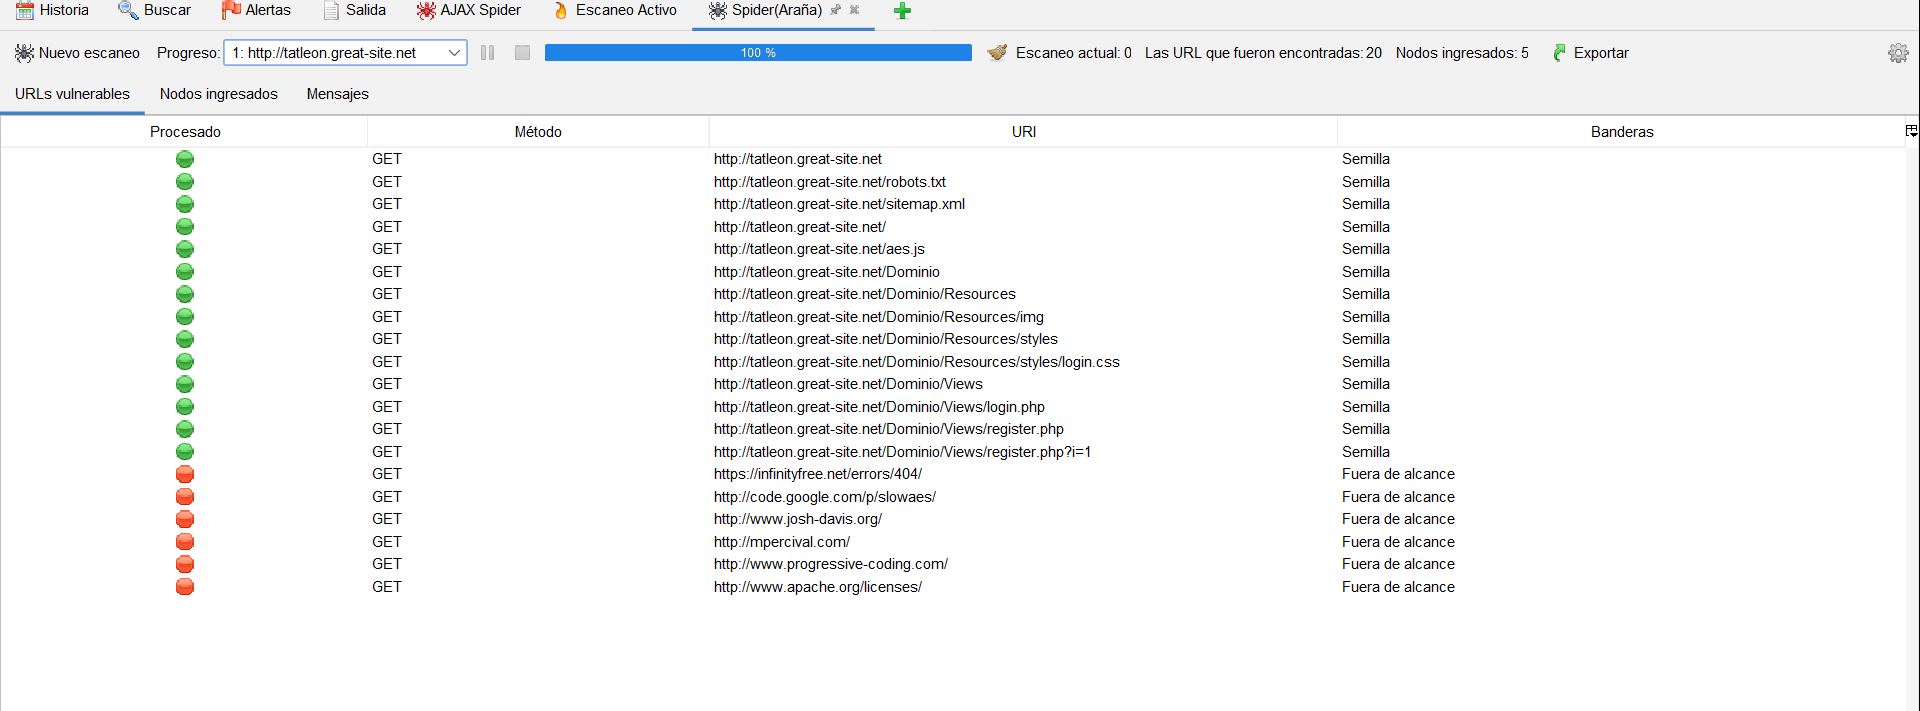 Historia Buscar Alertas Salida AJAX Spider Escaneo Activo Spider(Araña)
Nuevo escaneo Progreso: 1: http://tatleon.great-site.net 100 % Escaneo actual: 0 Las URL que fueron encontradas: 20 Nodos ingresados: 5 Exportar
URLs vulnerables Nodos ingresados Mensajes
Procesado Método URI Banderas
GET http://tatleon.great-site.net Semilla
GET http://tatleon.great-site.net/robots.txt Semilla
GET http://tatleon.great-site.net/sitemap.xml Semilla
GET http://tatleon.great-site.net/ Semilla
GET http://tatleon.great-site.net/aes.js Semilla
GET http://tatleon.great-site.net/Dominio Semilla
GET http://tatleon.great-site.net/Dominio/Resources Semilla
GET http://tatleon.great-site.net/Dominio/Resources/img Semilla
GET http://tatleon.great-site.net/Dominio/Resources/styles Semilla
GET http://tatleon.great-site.net/Dominio/Resources/styles/login.css Semilla
GET http://tatleon.great-site.net/Dominio/Views Semilla
GET http://tatleon.great-site.net/Dominio/Views/login.php Semilla
GET http://tatleon.great-site.net/Dominio/Views/register.php Semilla
GET http://tatleon.great-site.net/Dominio/Views/register.php?i=1 Semilla
GET https://infinityfree.net/errors/404/ Fuera de alcance
GET http://code.google.com/p/slowaes/ Fuera de alcance
GET http://www.josh-davis.org/ Fuera de alcance
GET http://mpercival.com/ Fuera de alcance
GET http://www.progressive-coding.com/ Fuera de alcance
GET http://www.apache.org/licenses/ Fuera de alcance